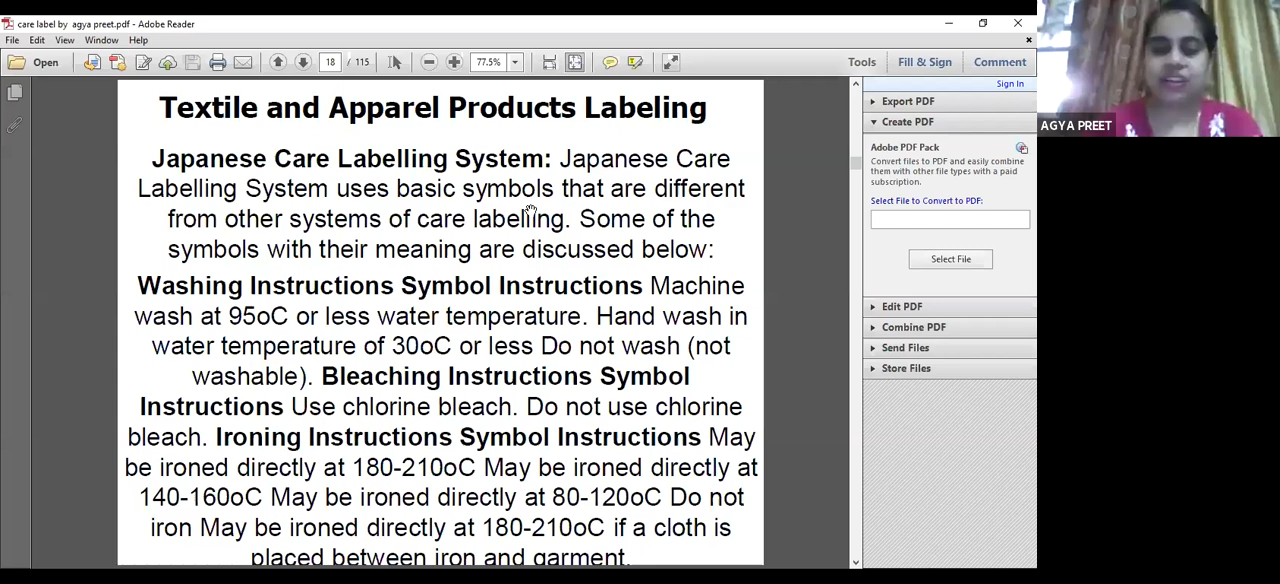 care label by agya preet.pdf - Adobe Reader
File Edit View Window Help
Open 18 / 115 77.5% Tools Fill & Sign Comment
Sign In
Export PDF
Create PDF
Adobe PDF Pack
Convert files to PDF and easily combine
them with other file types with a paid
subscription.
Select File to Convert to PDF:
Select File
Edit PDF
Combine PDF
Send Files
Store Files
AGYA PREET
Textile and Apparel Products Labeling
Japanese Care Labelling System: Japanese Care
Labelling System uses basic symbols that are different
from other systems of care labelling. Some of the
symbols with their meaning are discussed below:
Washing Instructions Symbol Instructions Machine
wash at 95oC or less water temperature. Hand wash in
water temperature of 30oC or less Do not wash (not
washable). Bleaching Instructions Symbol
Instructions Use chlorine bleach. Do not use chlorine
bleach. Ironing Instructions Symbol Instructions May
be ironed directly at 180-210oC May be ironed directly at
140-160oC May be ironed directly at 80-120oC Do not
iron May be ironed directly at 180-210oC if a cloth is
placed between iron and garment.